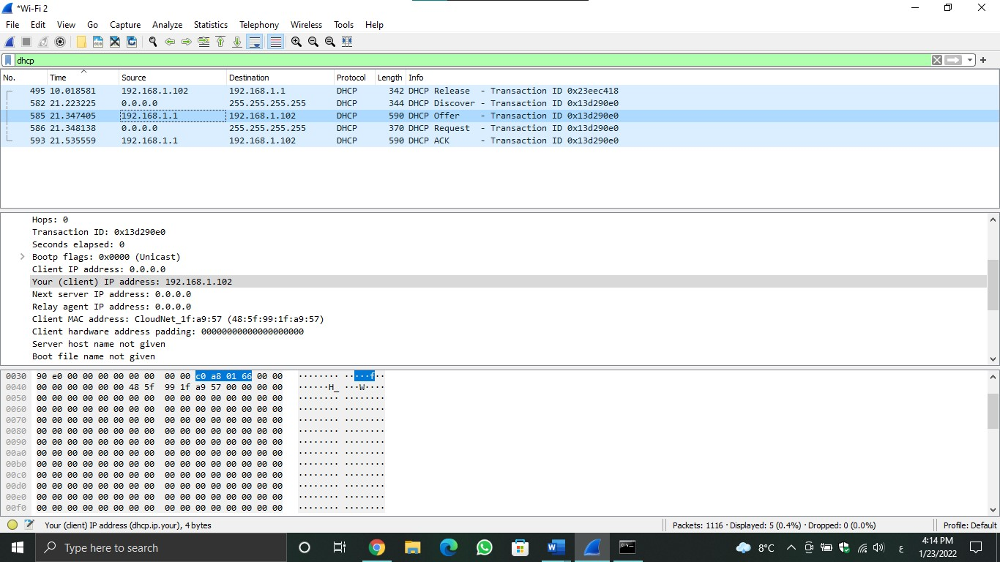 *Wi-Fi 2
File Edit View Go Capture Analyze Statistics Telephony Wireless Tools Help
dhcp
No. Time Source Destination Protocol Length Info
495 10.018581 192.168.1.102 192.168.1.1 DHCP 342 DHCP Release - Transaction ID 0x23eec418
582 21.223225 0.0.0.0 255.255.255.255 DHCP 344 DHCP Discover - Transaction ID 0x13d290e0
585 21.347405 192.168.1.1 192.168.1.102 DHCP 590 DHCP Offer - Transaction ID 0x13d290e0
586 21.348138 0.0.0.0 255.255.255.255 DHCP 370 DHCP Request - Transaction ID 0x13d290e0
593 21.535559 192.168.1.1 192.168.1.102 DHCP 590 DHCP ACK - Transaction ID 0x13d290e0
Hops: 0
Transaction ID: 0x13d290e0
Seconds elapsed: 0
Bootp flags: 0x0000 (Unicast)
Client IP address: 0.0.0.0
Your (client) IP address: 192.168.1.102
Next server IP address: 0.0.0.0
Relay agent IP address: 0.0.0.0
Client MAC address: CloudNet_1f:a9:57 (48:5f:99:1f:a9:57)
Client hardware address padding: 00000000000000000000
Server host name not given
Boot file name not given
0030 90 e0 00 00 00 00 00 00 00 00 c0 a8 01 66 00 00 ········ ·····f··
0040 00 00 00 00 00 00 48 5f 99 1f a9 57 00 00 00 00 ······H_ ···W····
0050 00 00 00 00 00 00 00 00 00 00 00 00 00 00 00 00 ········ ········
0060 00 00 00 00 00 00 00 00 00 00 00 00 00 00 00 00 ········ ········
0070 00 00 00 00 00 00 00 00 00 00 00 00 00 00 00 00 ········ ········
0080 00 00 00 00 00 00 00 00 00 00 00 00 00 00 00 00 ········ ········
0090 00 00 00 00 00 00 00 00 00 00 00 00 00 00 00 00 ········ ········
00a0 00 00 00 00 00 00 00 00 00 00 00 00 00 00 00 00 ········ ········
00b0 00 00 00 00 00 00 00 00 00 00 00 00 00 00 00 00 ········ ········
00c0 00 00 00 00 00 00 00 00 00 00 00 00 00 00 00 00 ········ ········
00d0 00 00 00 00 00 00 00 00 00 00 00 00 00 00 00 00 ········ ········
00e0 00 00 00 00 00 00 00 00 00 00 00 00 00 00 00 00 ········ ········
00f0 00 00 00 00 00 00 00 00 00 00 00 00 00 00 00 00 ········ ········
Your (client) IP address (dhcp.ip.your), 4 bytes
Packets: 1116 · Displayed: 5 (0.4%) · Dropped: 0 (0.0%)
Profile: Default
Type here to search
8°C
ع
4:14 PM
1/23/2022